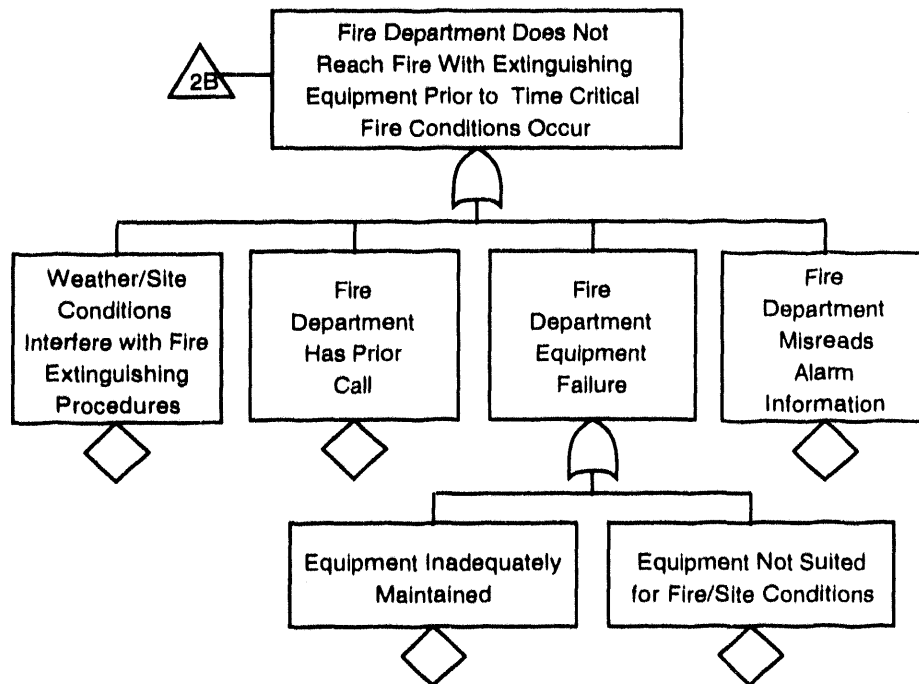 Fire Department Does Not
Reach Fire With Extinguishing
Equipment Prior to Time Critical
Fire Conditions Occur
2B
Weather/Site
Conditions
Interfere with Fire
Extinguishing
Procedures
Fire
Department
Has Prior
Call
Fire
Department
Equipment
Failure
Fire
Department
Misreads
Alarm
Information
Equipment Inadequately
Maintained
Equipment Not Suited
for Fire/Site Conditions